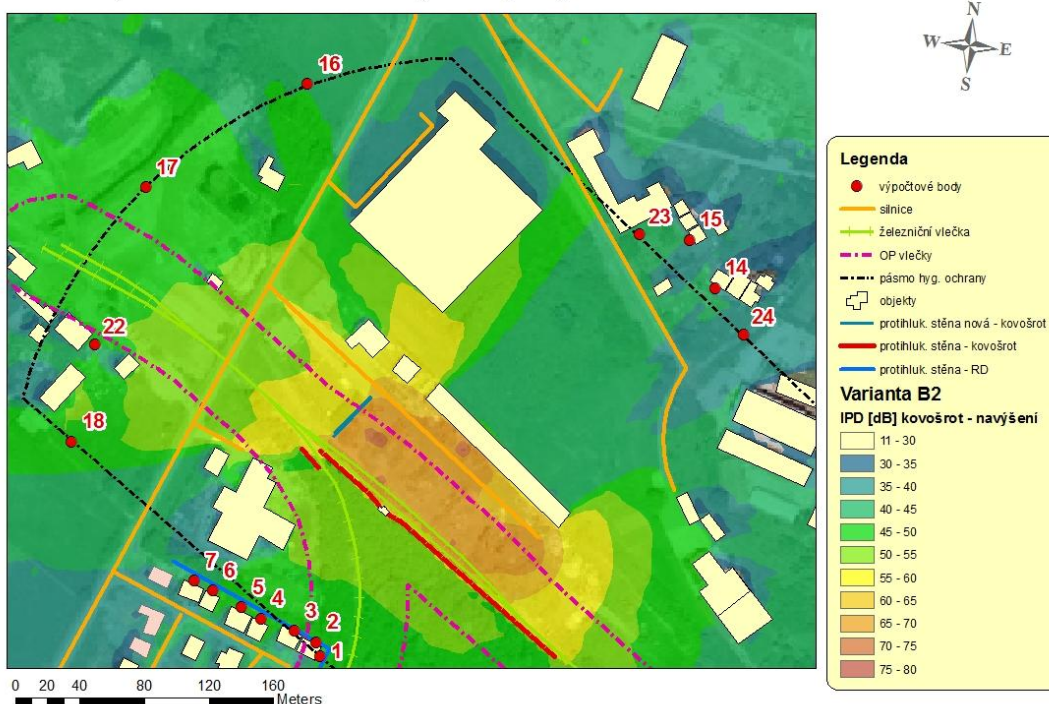 N
W
E
S
16
17
23
15
14
24
22
18
7
6
5
4
3
2
1
0 20 40 80 120 160
Meters
Legenda
výpočtové body
silnice
železniční vlečka
OP vlečky
pásmo hyg. ochrany
objekty
protihluk. stěna nová - kovošrot
protihluk. stěna - kovošrot
protihluk. stěna - RD
Varianta B2
IPD [dB] kovošrot - navýšení
11 - 30
30 - 35
35 - 40
40 - 45
45 - 50
50 - 55
55 - 60
60 - 65
65 - 70
70 - 75
75 - 80